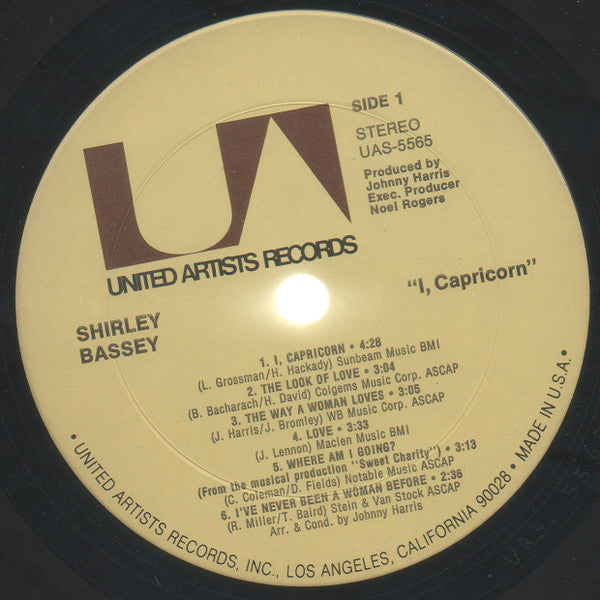 UA
SIDE 1
STEREO
UAS-5565
Produced by
Johnny Harris
Exec. Producer
Noel Rogers
UNITED ARTISTS RECORDS
"I, Capricorn"
SHIRLEY
BASSEY
1. I, CAPRICORN • 4:28
(L. Grossman/H. Hackady) Sunbeam Music BMI
2. THE LOOK OF LOVE • 3:04
(B. Bacharach/H. David) Colgems Music Corp. ASCAP
3. THE WAY A WOMAN LOVES • 3:05
(J. Harris/J. Bromley) WB Music Corp. ASCAP
4. LOVE • 3:33
(J. Lennon) Maclen Music BMI
5. WHERE AM I GOING?
(From the musical production "Sweet Charity") • 3:13
(C. Coleman/D. Fields) Notable Music ASCAP
6. I'VE NEVER BEEN A WOMAN BEFORE • 2:36
(R. Miller/T. Baird) Stein & Van Stock ASCAP
Arr. & Cond. by Johnny Harris
• UNITED ARTISTS RECORDS, INC., LOS ANGELES, CALIFORNIA 90028 • MADE IN U.S.A. •